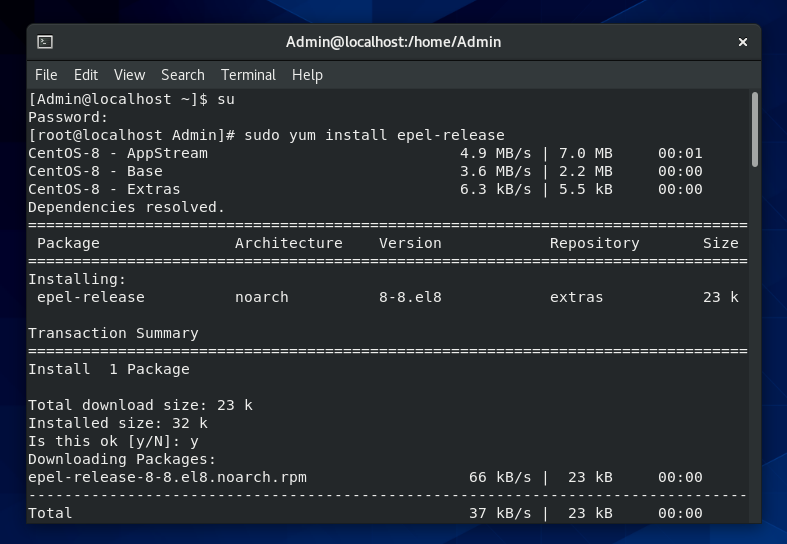 Admin@localhost:/home/Admin
File Edit View Search Terminal Help
[Admin@localhost ~]$ su
Password:
[root@localhost Admin]# sudo yum install epel-release
CentOS-8 - AppStream                            4.9 MB/s | 7.0 MB     00:01
CentOS-8 - Base                                 3.6 MB/s | 2.2 MB     00:00
CentOS-8 - Extras                               6.3 kB/s | 5.5 kB     00:00
Dependencies resolved.
================================================================================
 Package               Architecture    Version            Repository       Size
================================================================================
Installing:
 epel-release          noarch          8-8.el8            extras           23 k

Transaction Summary
================================================================================
Install  1 Package

Total download size: 23 k
Installed size: 32 k
Is this ok [y/N]: y
Downloading Packages:
epel-release-8-8.el8.noarch.rpm                  66 kB/s |  23 kB     00:00
--------------------------------------------------------------------------------
Total                                            37 kB/s |  23 kB     00:00